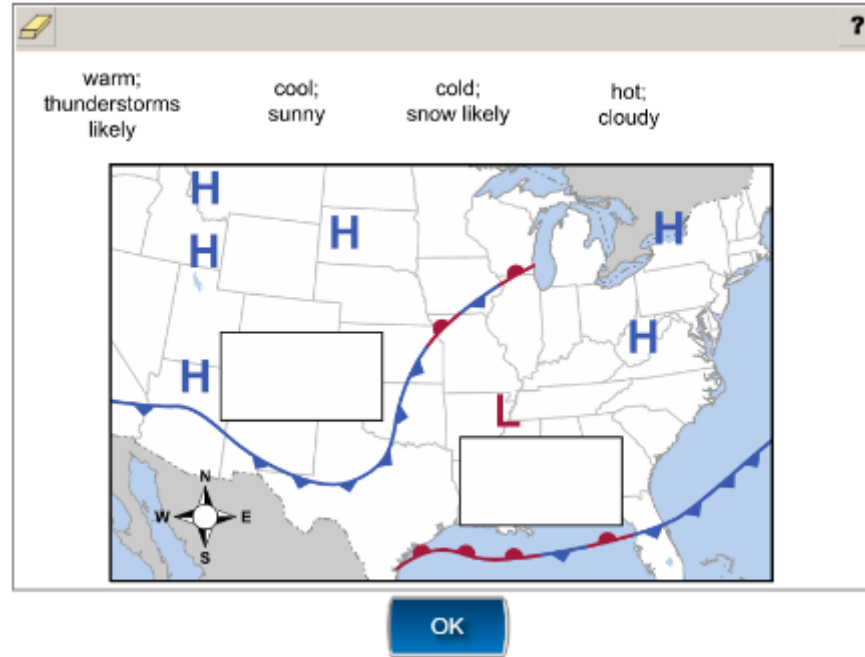 ?
warm;
thunderstorms
likely
cool;
sunny
cold;
snow likely
hot;
cloudy
H
H
H
H
H
H
L
N
W
E
S
OK